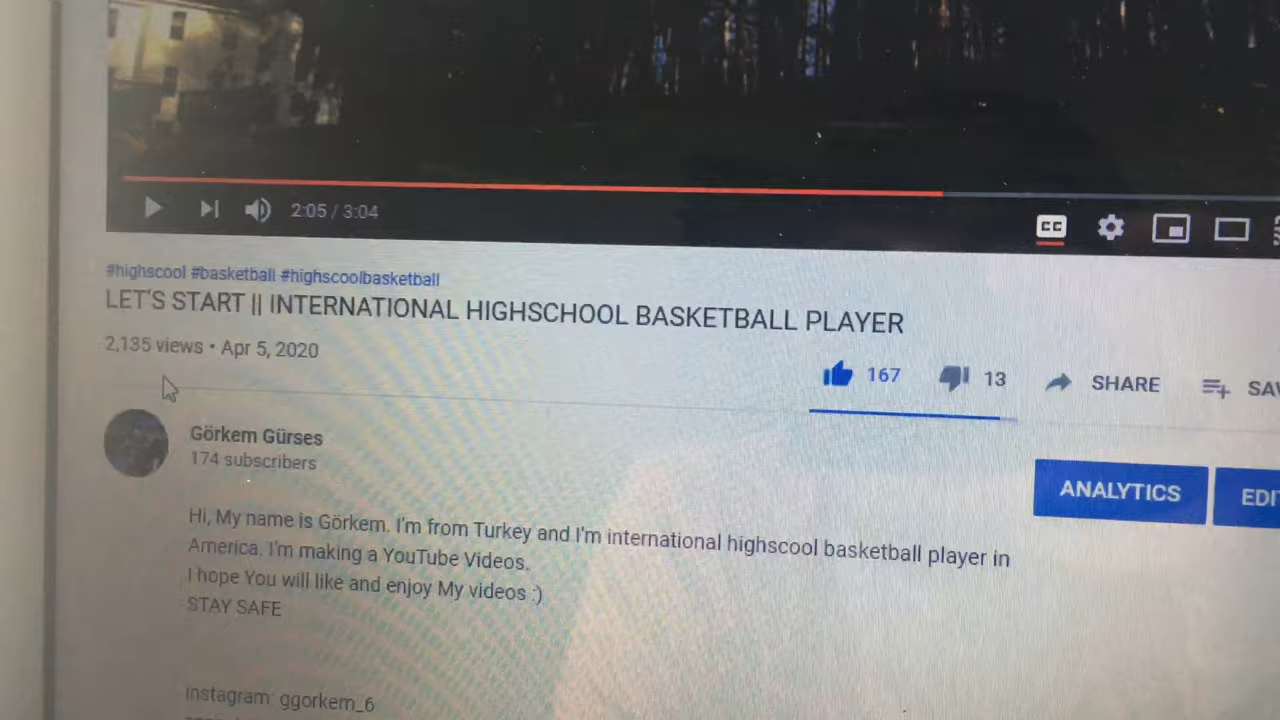 2:05 / 3:04
CC
#highscool #basketball #highscoolbasketball
LET'S START || INTERNATIONAL HIGHSCHOOL BASKETBALL PLAYER
2,135 views • Apr 5, 2020
167
13
SHARE
Görkem Gürses
174 subscribers
ANALYTICS
Hi, My name is Görkem. I'm from Turkey and I'm international highscool basketball player in
America. I'm making a YouTube Videos.
I hope You will like and enjoy My videos :)
STAY SAFE
Instagram: ggorkem_6